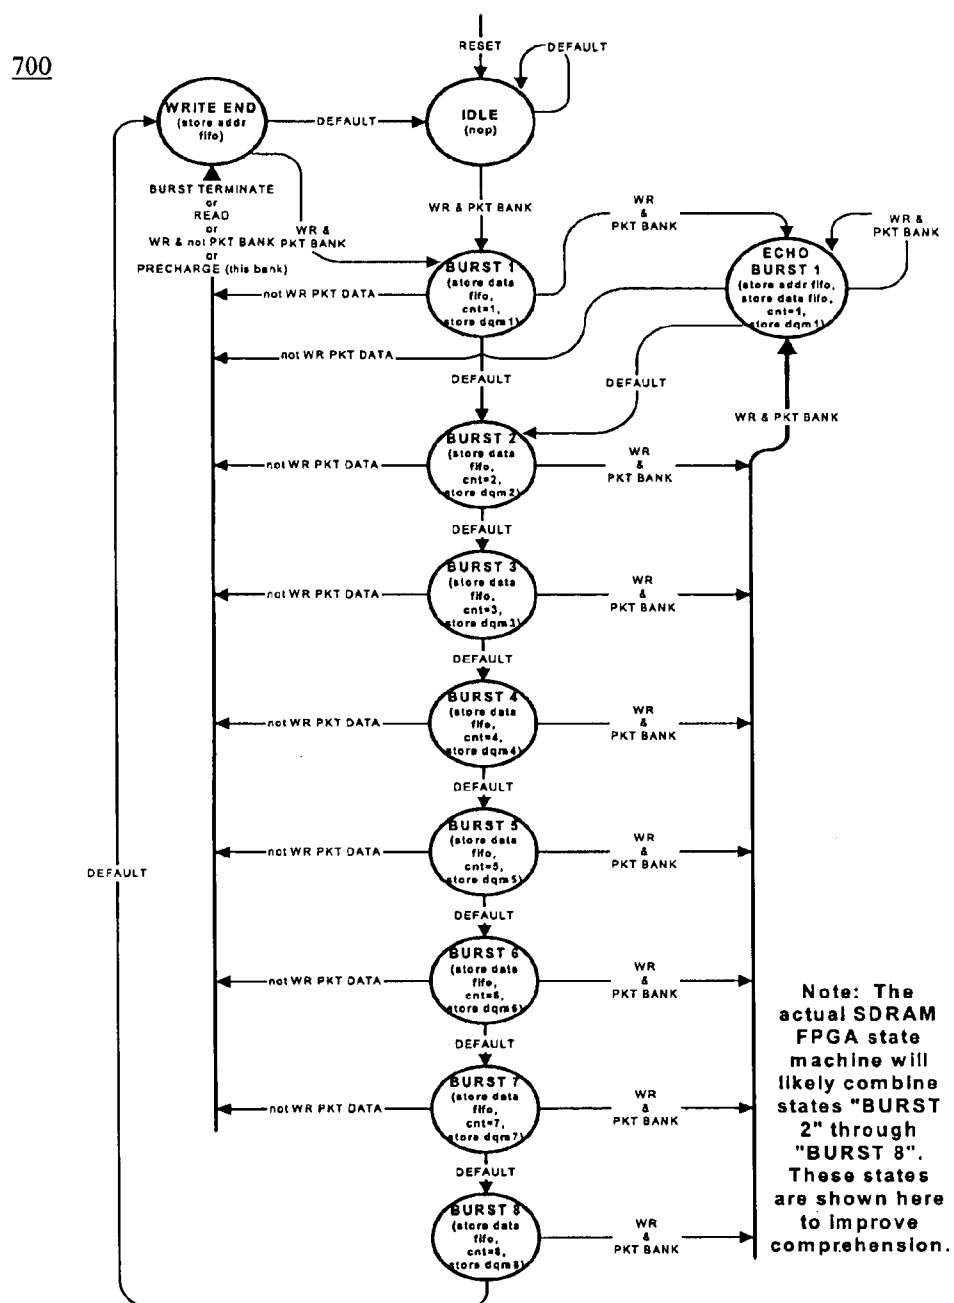 700
RESET
DEFAULT
WRITE END
(store addr
fifo)
DEFAULT
IDLE
(nop)
BURST TERMINATE
or
READ
or
WR & not PKT BANK
or
PRECHARGE (this bank)
WR &
PKT BANK
WR & PKT BANK
WR
&
PKT BANK
WR &
PKT BANK
BURST 1
(store data
fifo,
cnt=1,
store dqm1)
ECHO
BURST 1
(store addr fifo,
store data fifo,
cnt=1,
store dqm1)
not WR PKT DATA
not WR PKT DATA
DEFAULT
DEFAULT
WR & PKT BANK
BURST 2
(store data
fifo,
cnt=2,
store dqm2)
not WR PKT DATA
WR
&
PKT BANK
DEFAULT
BURST 3
(store data
fifo,
cnt=3,
store dqm3)
not WR PKT DATA
WR
&
PKT BANK
DEFAULT
BURST 4
(store data
fifo,
cnt=4,
store dqm4)
not WR PKT DATA
WR
&
PKT BANK
DEFAULT
BURST 5
(store data
fifo,
cnt=5,
store dqm5)
not WR PKT DATA
WR
&
PKT BANK
DEFAULT
DEFAULT
BURST 6
(store data
fifo,
cnt=6,
store dqm6)
not WR PKT DATA
WR
&
PKT BANK
DEFAULT
BURST 7
(store data
fifo,
cnt=7,
store dqm7)
not WR PKT DATA
WR
&
PKT BANK
DEFAULT
BURST 8
(store data
fifo,
cnt=8,
store dqm8)
WR
&
PKT BANK
Note: The
actual SDRAM
FPGA state
machine will
likely combine
states "BURST
2" through
"BURST 8".
These states
are shown here
to improve
comprehension.